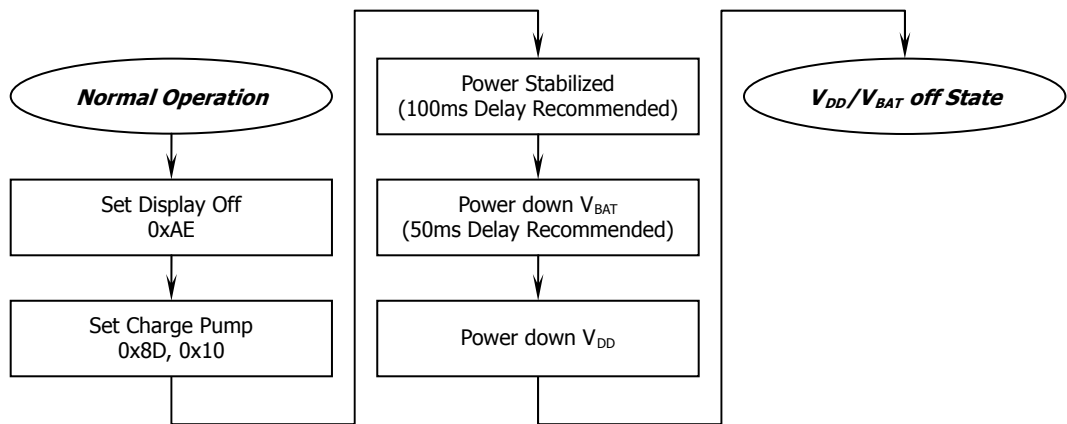 Normal Operation
Set Display Off
0xAE
Set Charge Pump
0x8D, 0x10
Power Stabilized
(100ms Delay Recommended)
Power down VBAT
(50ms Delay Recommended)
Power down VDD
VDD/VBAT off State